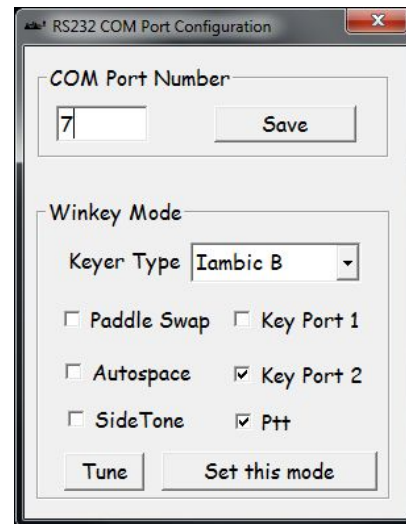 RS232 COM Port Configuration
COM Port Number
7
Save
Winkey Mode
Keyer Type Iambic B
Paddle Swap Key Port 1
Autospace Key Port 2
SideTone Ptt
Tune Set this mode